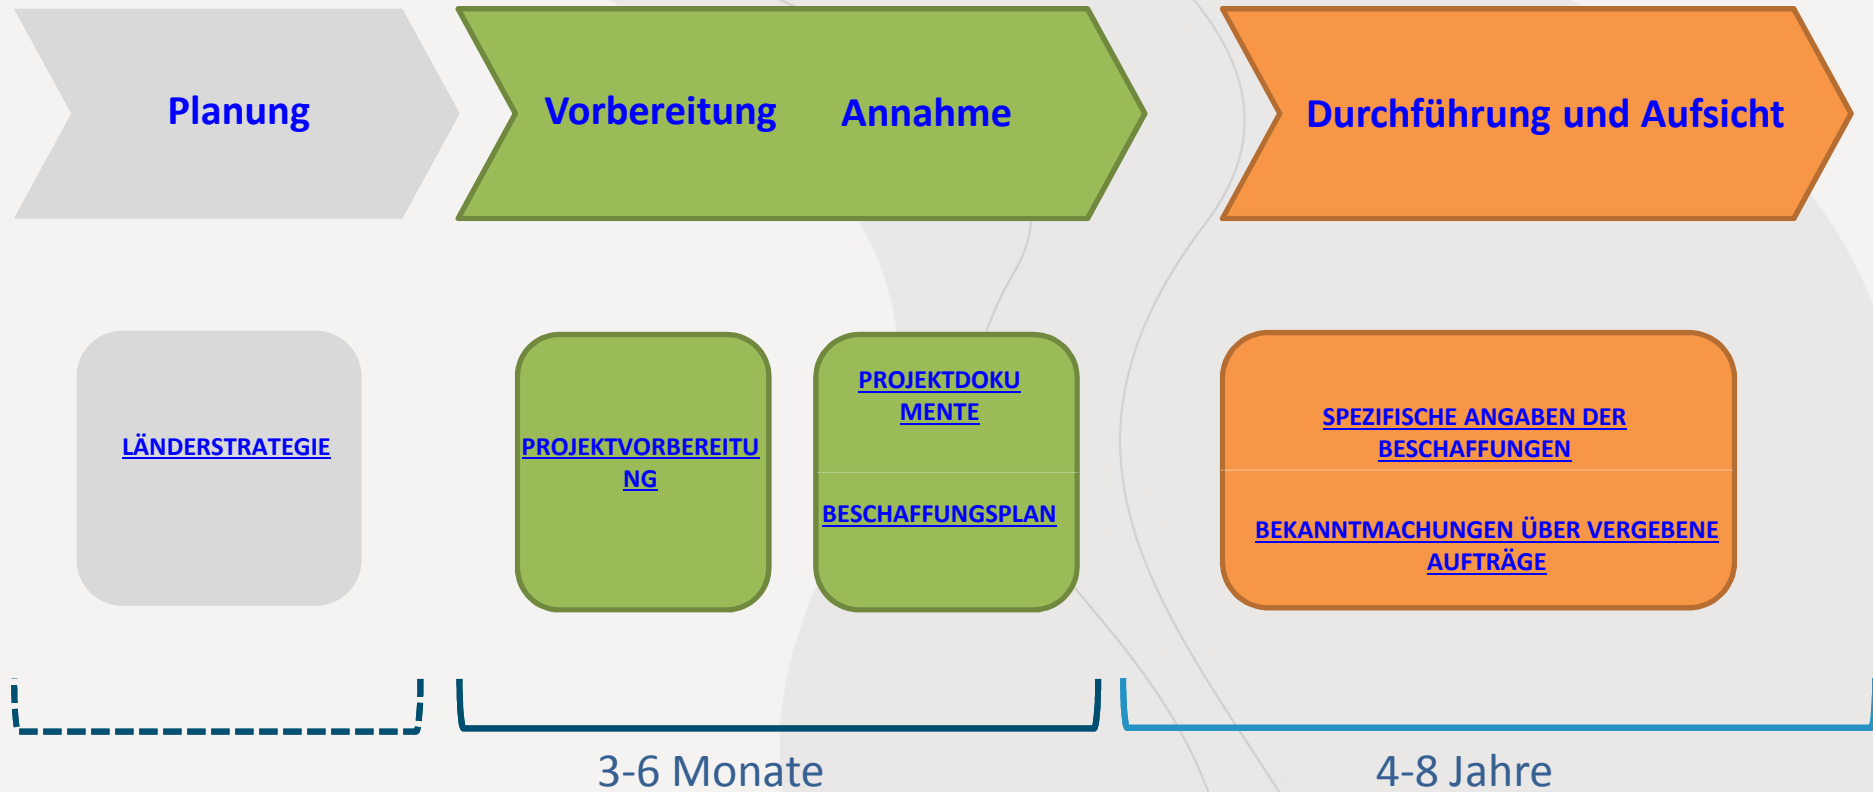 Planung
Vorbereitung
Annahme
Durchführung und Aufsicht
LÄNDERSTRATEGIE
PROJEKTVORBEREITU
NG
PROJEKTDOKU
MENTE
BESCHAFFUNGSPLAN
SPEZIFISCHE ANGABEN DER
BESCHAFFUNGEN
BEKANNTMACHUNGEN ÜBER VERGEBENE
AUFTRÄGE
3-6 Monate
4-8 Jahre